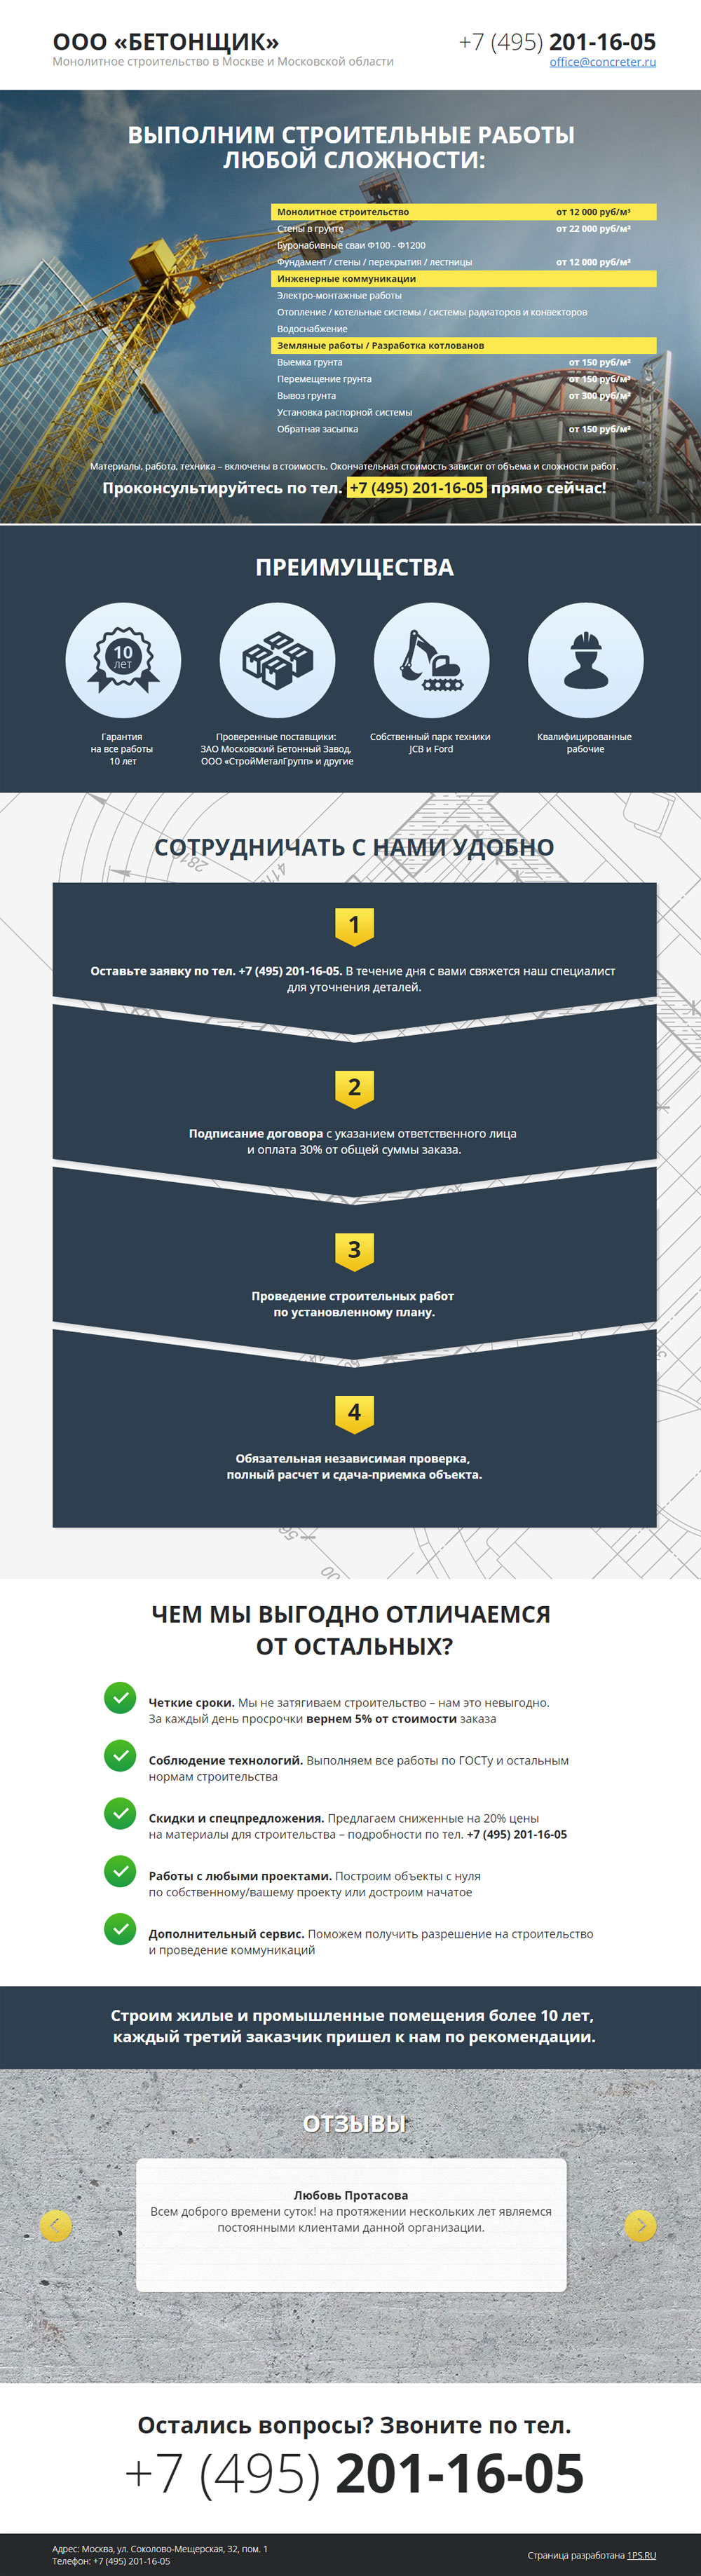 ООО «БЕТОНЩИК»
Монолитное строительство в Москве и Московской области
+7 (495) 201-16-05
office@concreter.ru
ВЫПОЛНИМ СТРОИТЕЛЬНЫЕ РАБОТЫ
ЛЮБОЙ СЛОЖНОСТИ:
Монолитное строительство от 12 000 руб/м³
Стены в грунте от 22 000 руб/м³
Буронабивные сваи Ф100 - Ф1200
Фундамент / стены / перекрытия / лестницы от 12 000 руб/м³
Инженерные коммуникации
Электро-монтажные работы
Отопление / котельные системы / системы радиаторов и конвекторов
Водоснабжение
Земляные работы / Разработка котлованов
Выемка грунта от 150 руб/м³
Перемещение грунта от 150 руб/м³
Вывоз грунта от 300 руб/м³
Установка распорной системы
Обратная засыпка от 150 руб/м³
Материалы, работа, техника – включены в стоимость. Окончательная стоимость зависит от объема и сложности работ.
Проконсультируйтесь по тел. +7 (495) 201-16-05 прямо сейчас!
ПРЕИМУЩЕСТВА
10
лет
Гарантия
на все работы
10 лет
Проверенные поставщики:
ЗАО Московский Бетонный Завод,
ООО «СтройМеталГрупп» и другие
Собственный парк техники
JCB и Ford
Квалифицированные
рабочие
СОТРУДНИЧАТЬ С НАМИ УДОБНО
1
Оставьте заявку по тел. +7 (495) 201-16-05. В течение дня с вами свяжется наш специалист
для уточнения деталей.
2
Подписание договора с указанием ответственного лица
и оплата 30% от общей суммы заказа.
3
Проведение строительных работ
по установленному плану.
4
Обязательная независимая проверка,
полный расчет и сдача-приемка объекта.
ЧЕМ МЫ ВЫГОДНО ОТЛИЧАЕМСЯ
ОТ ОСТАЛЬНЫХ?
Четкие сроки. Мы не затягиваем строительство – нам это невыгодно.
За каждый день просрочки вернем 5% от стоимости заказа
Соблюдение технологий. Выполняем все работы по ГОСТу и остальным
нормам строительства
Скидки и спецпредложения. Предлагаем сниженные на 20% цены
на материалы для строительства – подробности по тел. +7 (495) 201-16-05
Работы с любыми проектами. Построим объекты с нуля
по собственному/вашему проекту или достроим начатое
Дополнительный сервис. Поможем получить разрешение на строительство
и проведение коммуникаций
Строим жилые и промышленные помещения более 10 лет,
каждый третий заказчик пришел к нам по рекомендации.
ОТЗЫВЫ
Любовь Протасова
Всем доброго времени суток! на протяжении нескольких лет являемся
постоянными клиентами данной организации.
Остались вопросы? Звоните по тел.
+7 (495) 201-16-05
Адрес: Москва, ул. Соколово-Мещерская, 32, пом. 1
Телефон: +7 (495) 201-16-05
Страница разработана 1PS.RU